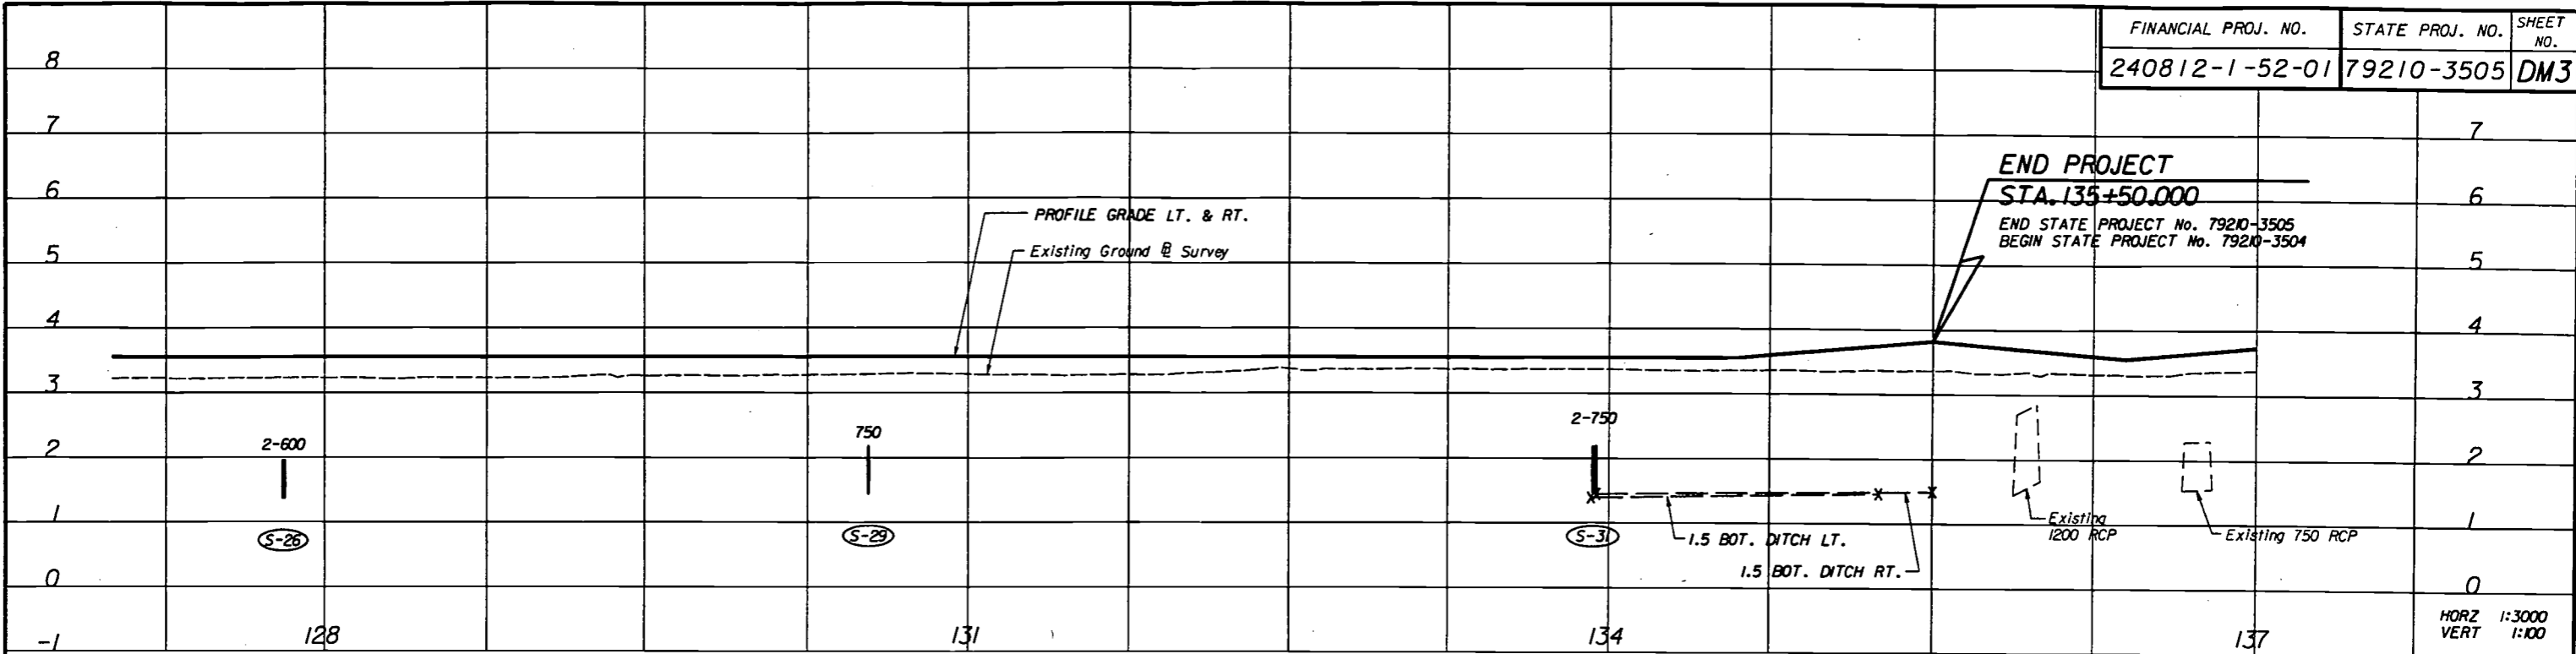 FINANCIAL PROJ. NO. STATE PROJ. NO. SHEET NO.
240812-1-52-01 79210-3505 DM3
8
7 7
END PROJECT
6 6
STA. 135+50.000
PROFILE GRADE LT. & RT.
END STATE PROJECT No. 79210-3505
BEGIN STATE PROJECT No. 79210-3504
Existing Ground ℄ Survey
5 5
4 4
3 3
2-600 750 2-750
2 2
1 1
S-26 S-29 S-31
1.5 BOT. DITCH LT.
1.5 BOT. DITCH RT.
Existing
1200 RCP
Existing 750 RCP
0 0
HORZ 1:3000
VERT 1:100
-1 128 131 134 137